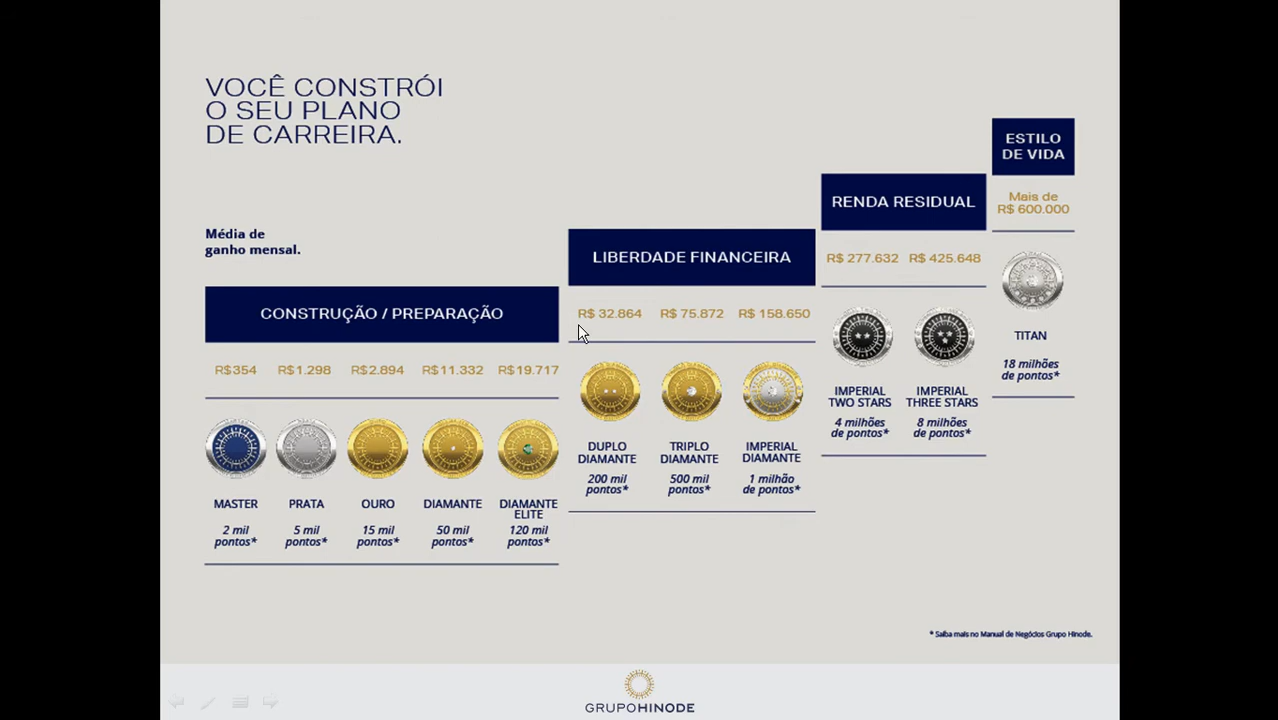 VOCÊ CONSTRÓI
O SEU PLANO
DE CARREIRA.
Média de
ganho mensal.
CONSTRUÇÃO / PREPARAÇÃO
R$354 R$1.298 R$2.894 R$11.332 R$19.717
MASTER PRATA OURO DIAMANTE DIAMANTE
ELITE
2 mil 5 mil 15 mil 50 mil 120 mil
pontos* pontos* pontos* pontos* pontos*
LIBERDADE FINANCEIRA
R$ 32.864 R$ 75.872 R$ 158.650
DUPLO TRIPLO IMPERIAL
DIAMANTE DIAMANTE DIAMANTE
200 mil 500 mil 1 milhão
pontos* pontos* de pontos*
RENDA RESIDUAL
R$ 277.632 R$ 425.648
IMPERIAL IMPERIAL
TWO STARS THREE STARS
4 milhões 8 milhões
de pontos* de pontos*
ESTILO
DE VIDA
Mais de
R$ 600.000
TITAN
18 milhões
de pontos*
* Saiba mais no Manual de Negócios Grupo Hinode.
GRUPOHINODE